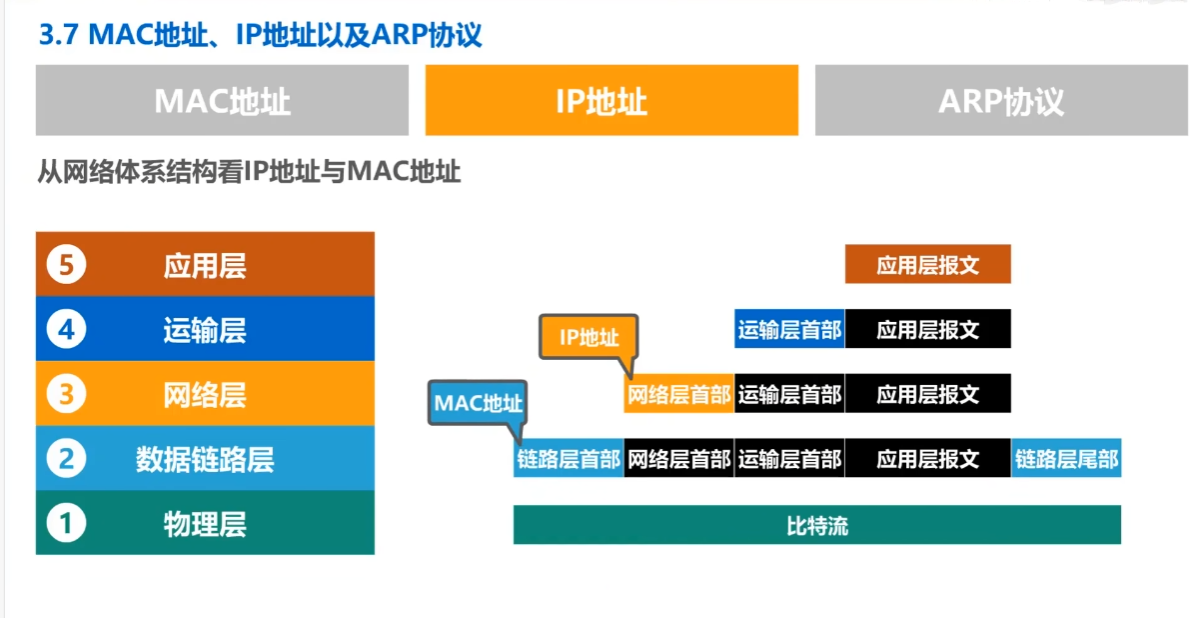 3.7 MAC地址、IP地址以及ARP协议
MAC地址
IP地址
ARP协议
从网络体系结构看IP地址与MAC地址
5 应用层
应用层报文
4 运输层
IP地址
运输层首部 应用层报文
3 网络层
MAC地址
网络层首部 运输层首部 应用层报文
2 数据链路层
链路层首部 网络层首部 运输层首部 应用层报文 链路层尾部
1 物理层
比特流